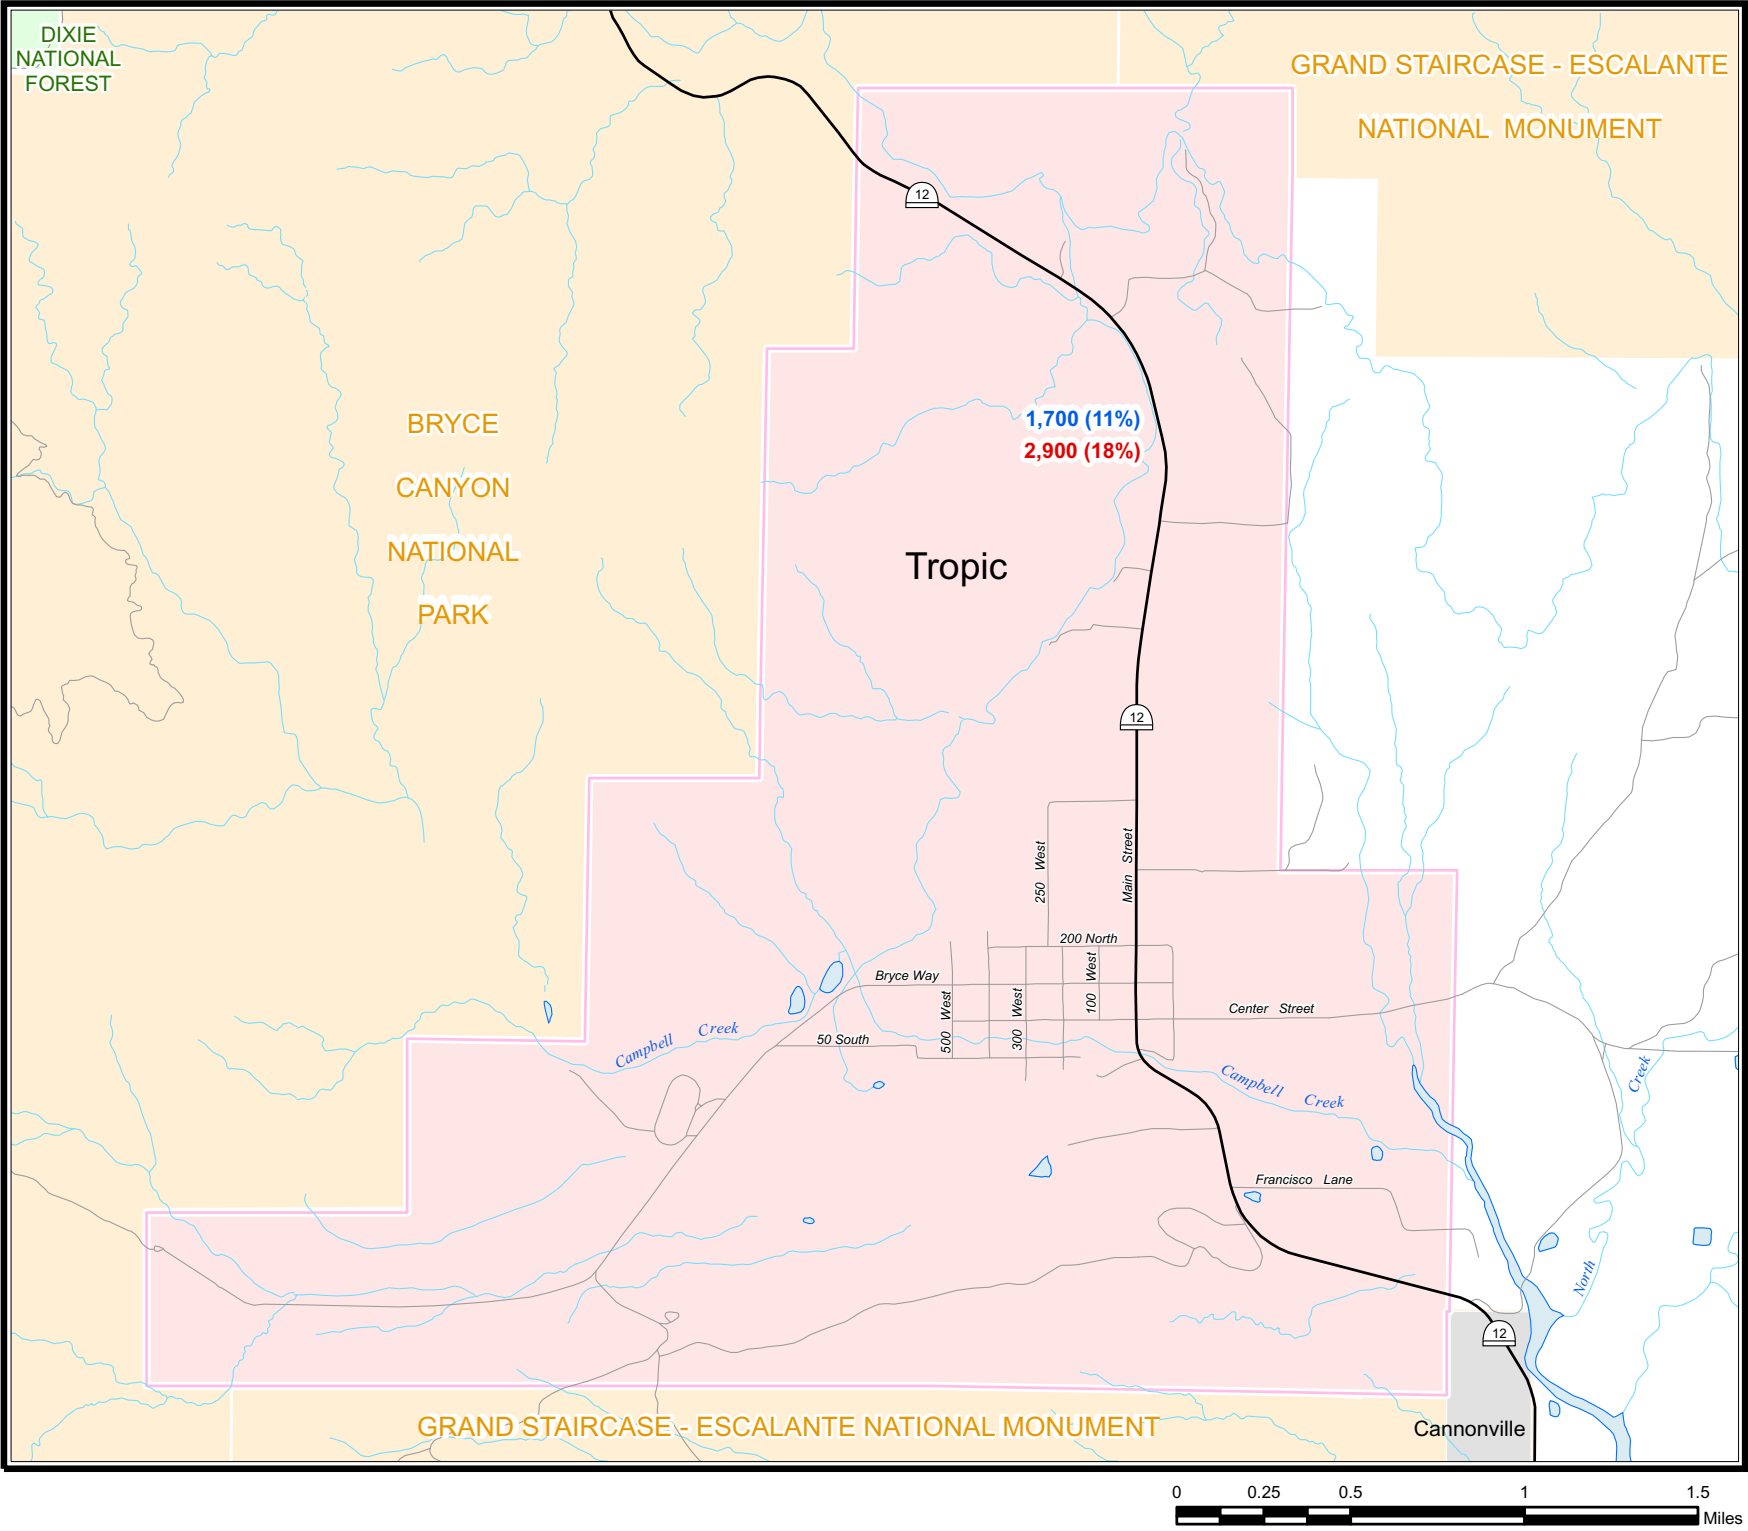 DIXIE
NATIONAL
FOREST
GRAND STAIRCASE - ESCALANTE
NATIONAL MONUMENT
12
BRYCE
CANYON
NATIONAL
PARK
1,700 (11%)
2,900 (18%)
Tropic
12
250 West
Main Street
200 North
Bryce Way
500 West
300 West
100 West
Center Street
50 South
Campbell Creek
Campbell Creek
Creek
North
Francisco Lane
12
GRAND STAIRCASE - ESCALANTE NATIONAL MONUMENT
Cannonville
0 0.25 0.5 1 1.5
Miles